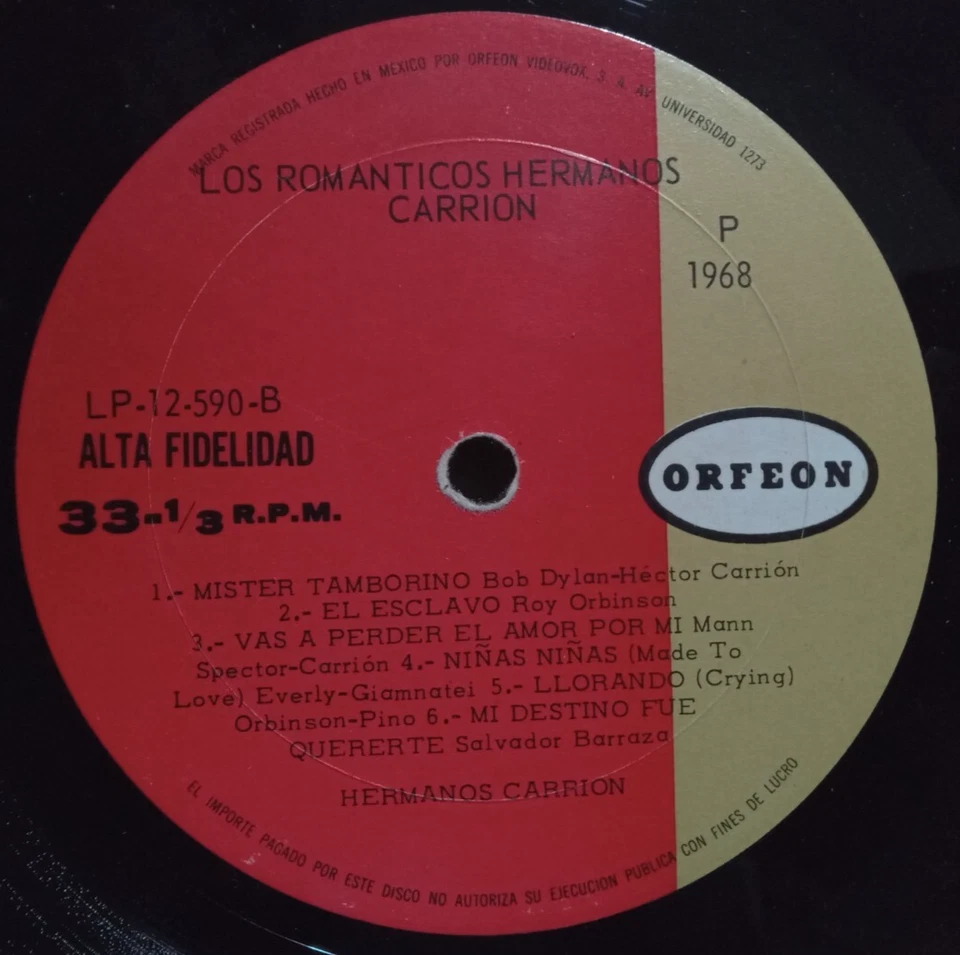 MARCA REGISTRADA HECHO EN MEXICO POR ORFEON VIDEOVOX, S. A. AV. UNIVERSIDAD 1273
LOS ROMANTICOS HERMANOS
CARRION
P
1968
LP-12-590-B
ALTA FIDELIDAD
33-1/3 R.P.M.
ORFEON
1.- MISTER TAMBORINO Bob Dylan-Héctor Carrión
2.- EL ESCLAVO Roy Orbinson
3.- VAS A PERDER EL AMOR POR MI Mann
Spector-Carrión 4.- NIÑAS NIÑAS (Made To
Love) Everly-Giamnatei 5.- LLORANDO (Crying)
Orbinson-Pino 6.- MI DESTINO FUE
QUERERTE Salvador Barraza
HERMANOS CARRION
EL IMPORTE PAGADO POR ESTE DISCO NO AUTORIZA SU EJECUCION PUBLICA CON FINES DE LUCRO